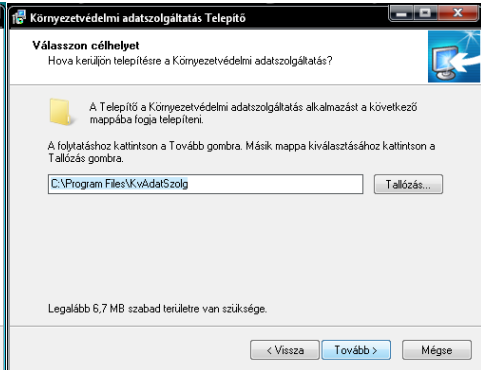 Környezetvédelmi adatszolgáltatás Telepítő
Válasszon célhelyet
Hova kerüljön telepítésre a Környezetvédelmi adatszolgáltatás?
A Telepítő a Környezetvédelmi adatszolgáltatás alkalmazást a következő
mappába fogja telepíteni.
A folytatáshoz kattintson a Tovább gombra. Másik mappa kiválasztásához kattintson a
Tallózás gombra.
C:\Program Files\KvAdatSzolg
Tallózás...
Legalább 6,7 MB szabad területre van szüksége.
< Vissza
Tovább >
Mégse